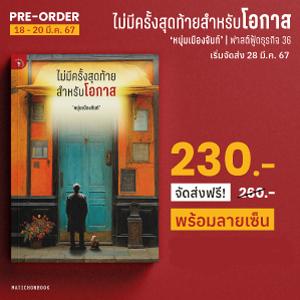 PRE-ORDER
18 - 20 มี.ค. 67
ไม่มีครั้งสุดท้ายสำหรับโอกาส
'หนุ่มเมืองจันท์' | ฟาสต์ฟู้ดธุรกิจ 36
เริ่มจัดส่ง 28 มี.ค. 67
ไม่มีครั้งสุดท้าย
สำหรับโอกาส
'หนุ่มเมืองจันท์'
230.-
จัดส่งฟรี! 280.-
พร้อมลายเซ็น
MATICHONBOOK